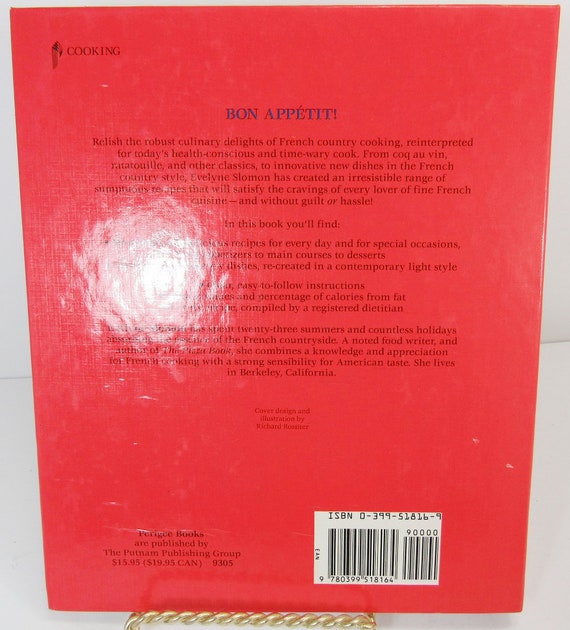 COOKING
BON APPÉTIT!
Relish the robust culinary delights of French country cooking, reinterpreted
for today's health-conscious and time-wary cook. From coq au vin,
ratatouille, and other classics, to innovative new dishes in the French
country style, Evelyne Slomon has created an irresistible range of
sumptuous recipes that will satisfy the cravings of every lover of fine French
cuisine—and without guilt or hassle!
In this book you'll find:
recipes for every day and for special occasions,
appetizers to main courses to desserts
dishes, re-created in a contemporary light style
easy-to-follow instructions
and percentage of calories from fat
compiled by a registered dietitian
has spent twenty-three summers and countless holidays
of the French countryside. A noted food writer, and
author of The Pizza Book, she combines a knowledge and appreciation
for French cooking with a strong sensibility for American taste. She lives
in Berkeley, California.
Cover design and
illustration by
Richard Rossiter
ISBN 0-399-51816-9
90000
EAN
9 780399 518164
Perigee Books
are published by
The Putnam Publishing Group
$15.95 ($19.95 CAN) 9305